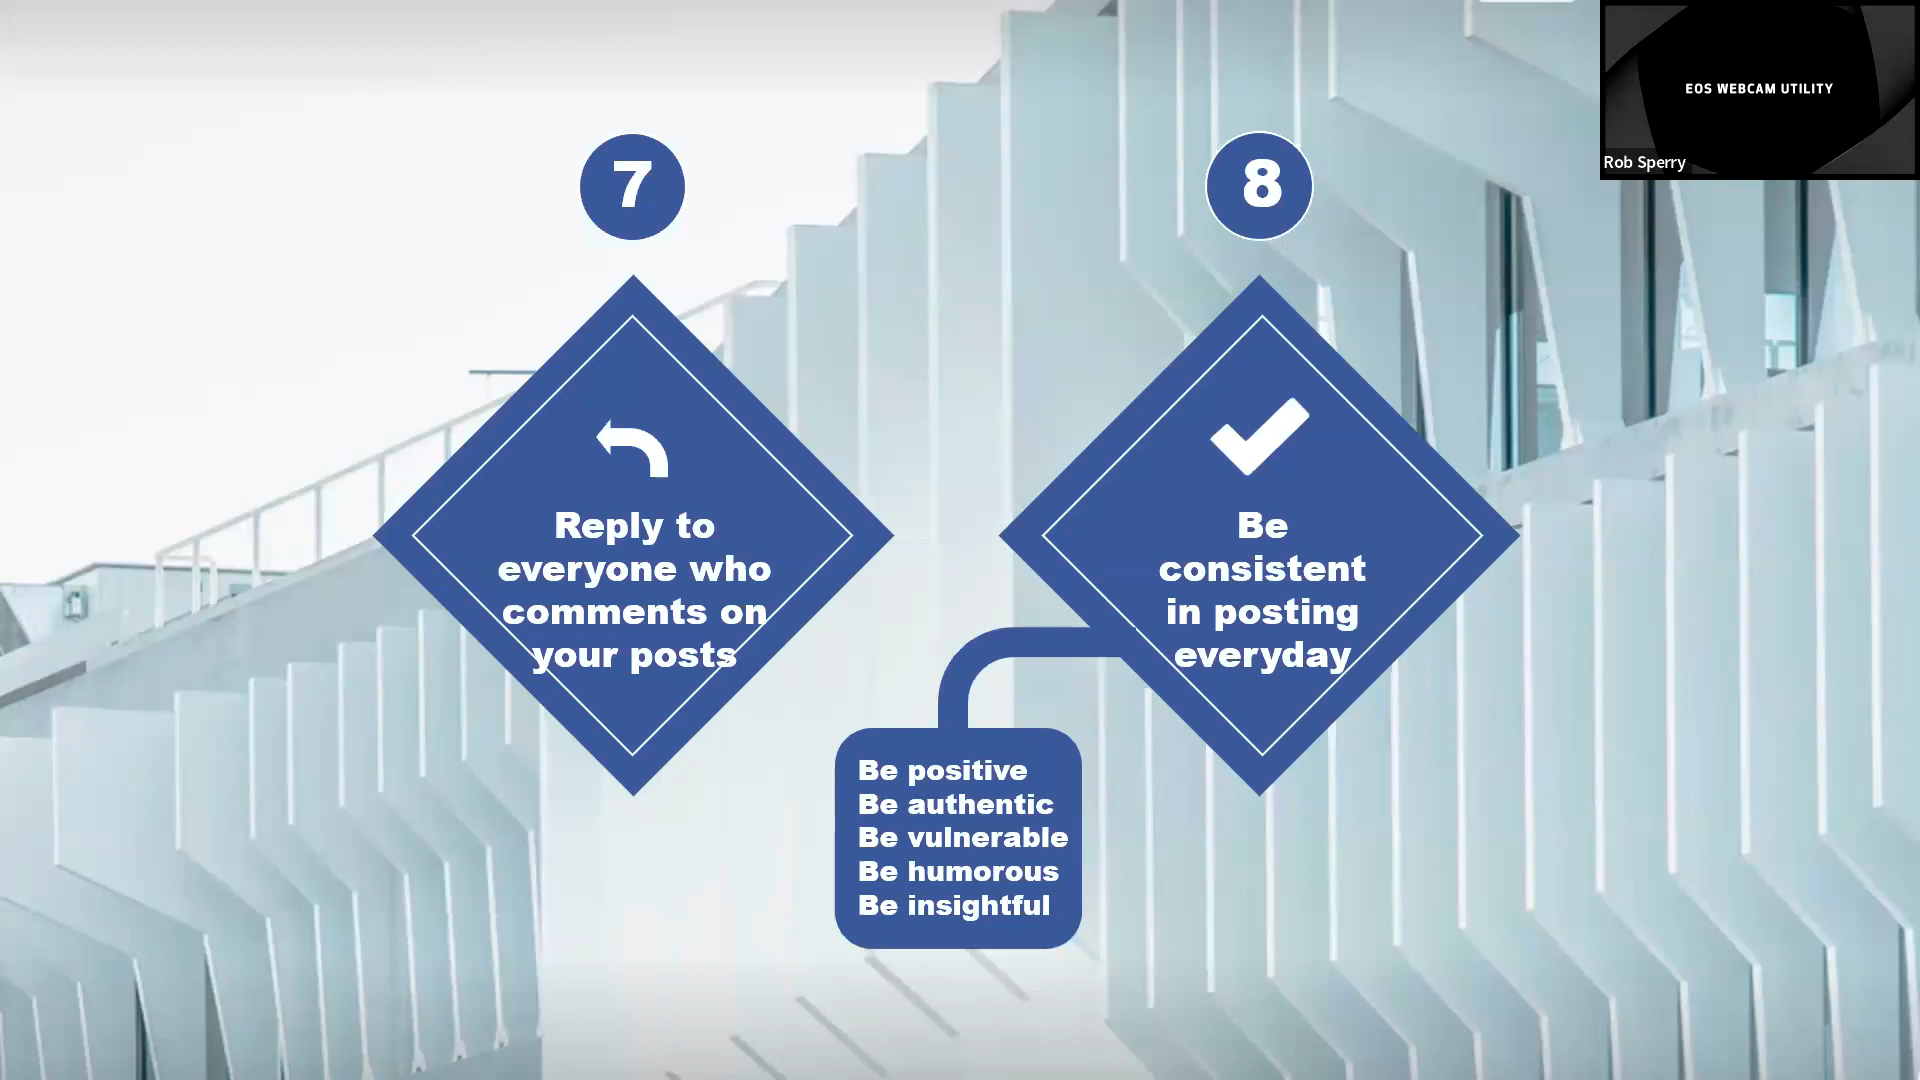 EOS WEBCAM UTILITY
Rob Sperry
7
Reply to
everyone who
comments on
your posts
8
Be
consistent
in posting
everyday
Be positive
Be authentic
Be vulnerable
Be humorous
Be insightful